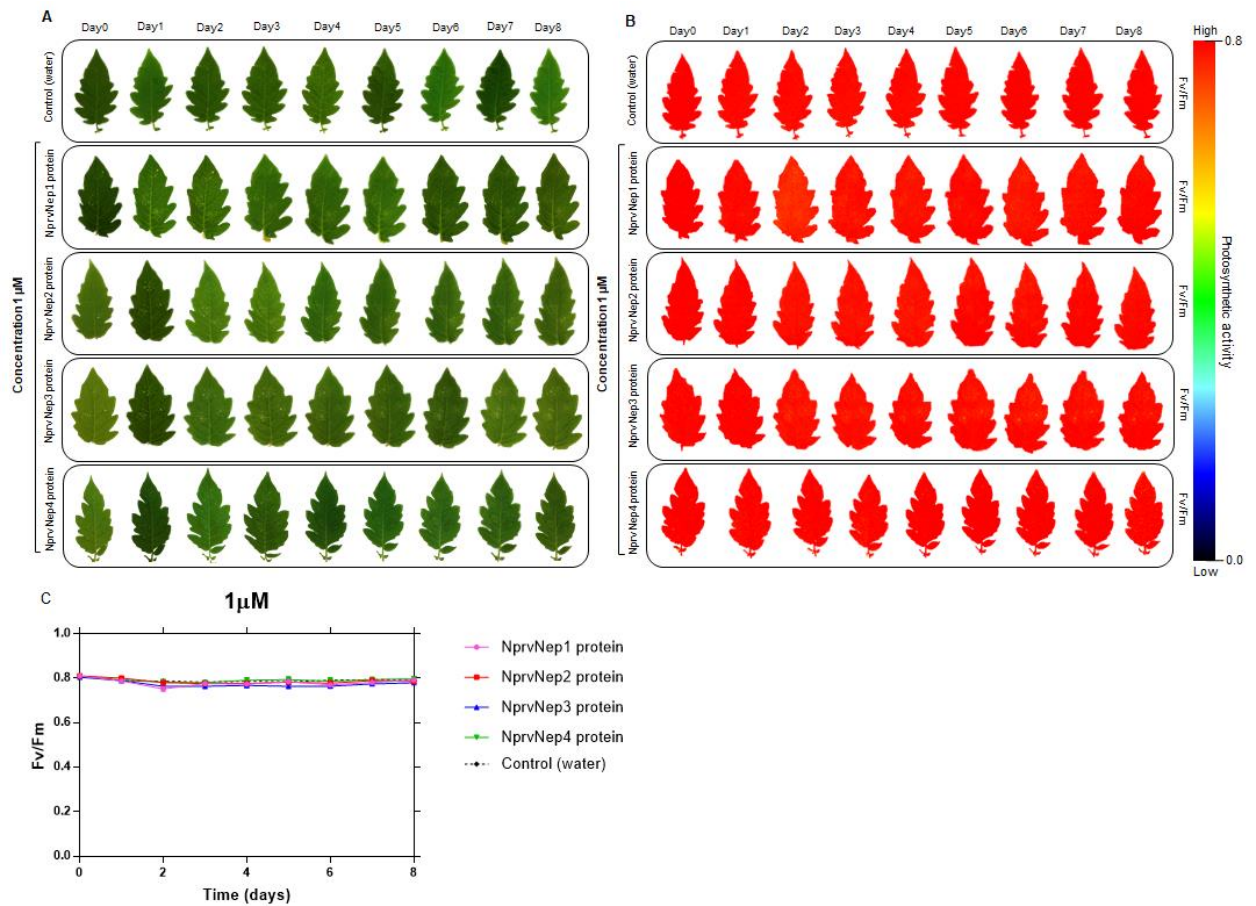 A
Day0 Day1 Day2 Day3 Day4 Day5 Day6 Day7 Day8
Control (water)
Concentration 1 µM
NprvNep1 protein
NprvNep2 protein
NprvNep3 protein
NprvNep4 protein
B
Day0 Day1 Day2 Day3 Day4 Day5 Day6 Day7 Day8
Control (water)
Fv/Fm
Concentration 1 µM
NprvNep1 protein
Fv/Fm
NprvNep2 protein
Fv/Fm
NprvNep3 protein
Fv/Fm
NprvNep4 protein
Fv/Fm
High
0.8
Photosynthetic activity
0.0
Low
C
1µM
1.0
0.8
0.6
0.4
0.2
0.0
Fv/Fm
0 2 4 6 8
Time (days)
NprvNep1 protein
NprvNep2 protein
NprvNep3 protein
NprvNep4 protein
Control (water)